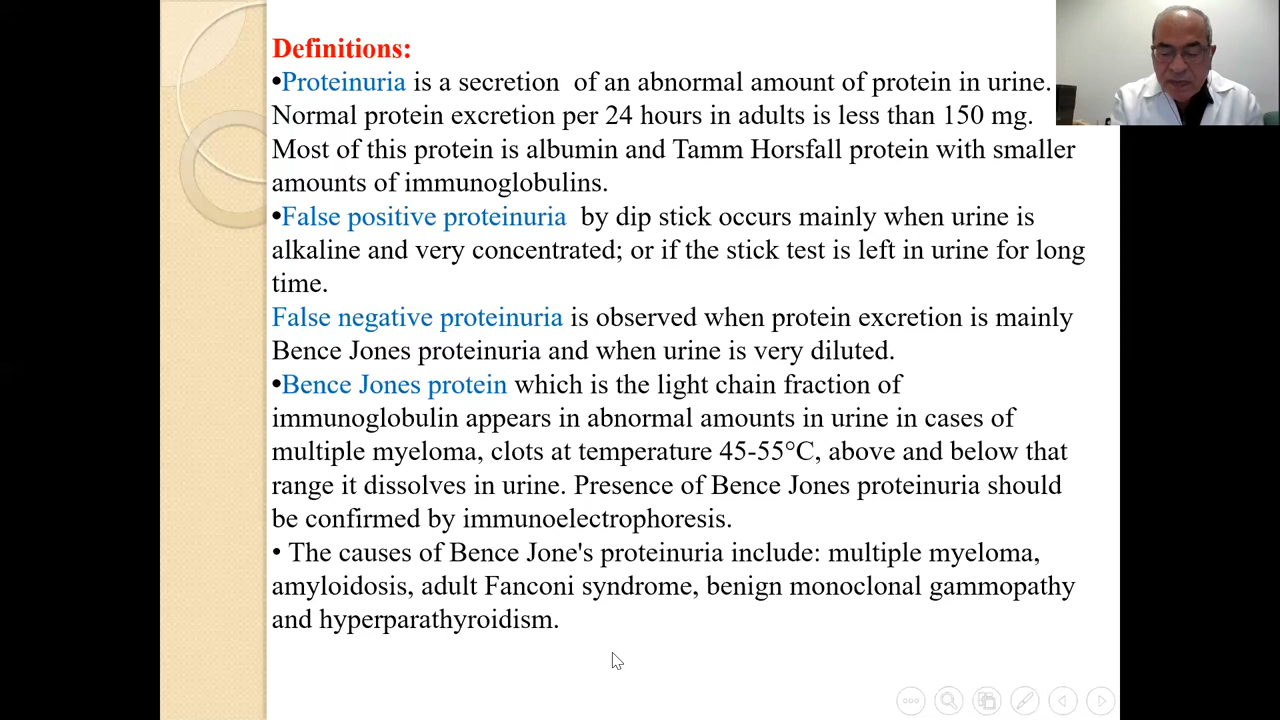 Definitions:
•Proteinuria is a secretion of an abnormal amount of protein in urine.
Normal protein excretion per 24 hours in adults is less than 150 mg.
Most of this protein is albumin and Tamm Horsfall protein with smaller
amounts of immunoglobulins.
•False positive proteinuria by dip stick occurs mainly when urine is
alkaline and very concentrated; or if the stick test is left in urine for long
time.
False negative proteinuria is observed when protein excretion is mainly
Bence Jones proteinuria and when urine is very diluted.
•Bence Jones protein which is the light chain fraction of
immunoglobulin appears in abnormal amounts in urine in cases of
multiple myeloma, clots at temperature 45-55°C, above and below that
range it dissolves in urine. Presence of Bence Jones proteinuria should
be confirmed by immunoelectrophoresis.
• The causes of Bence Jone's proteinuria include: multiple myeloma,
amyloidosis, adult Fanconi syndrome, benign monoclonal gammopathy
and hyperparathyroidism.